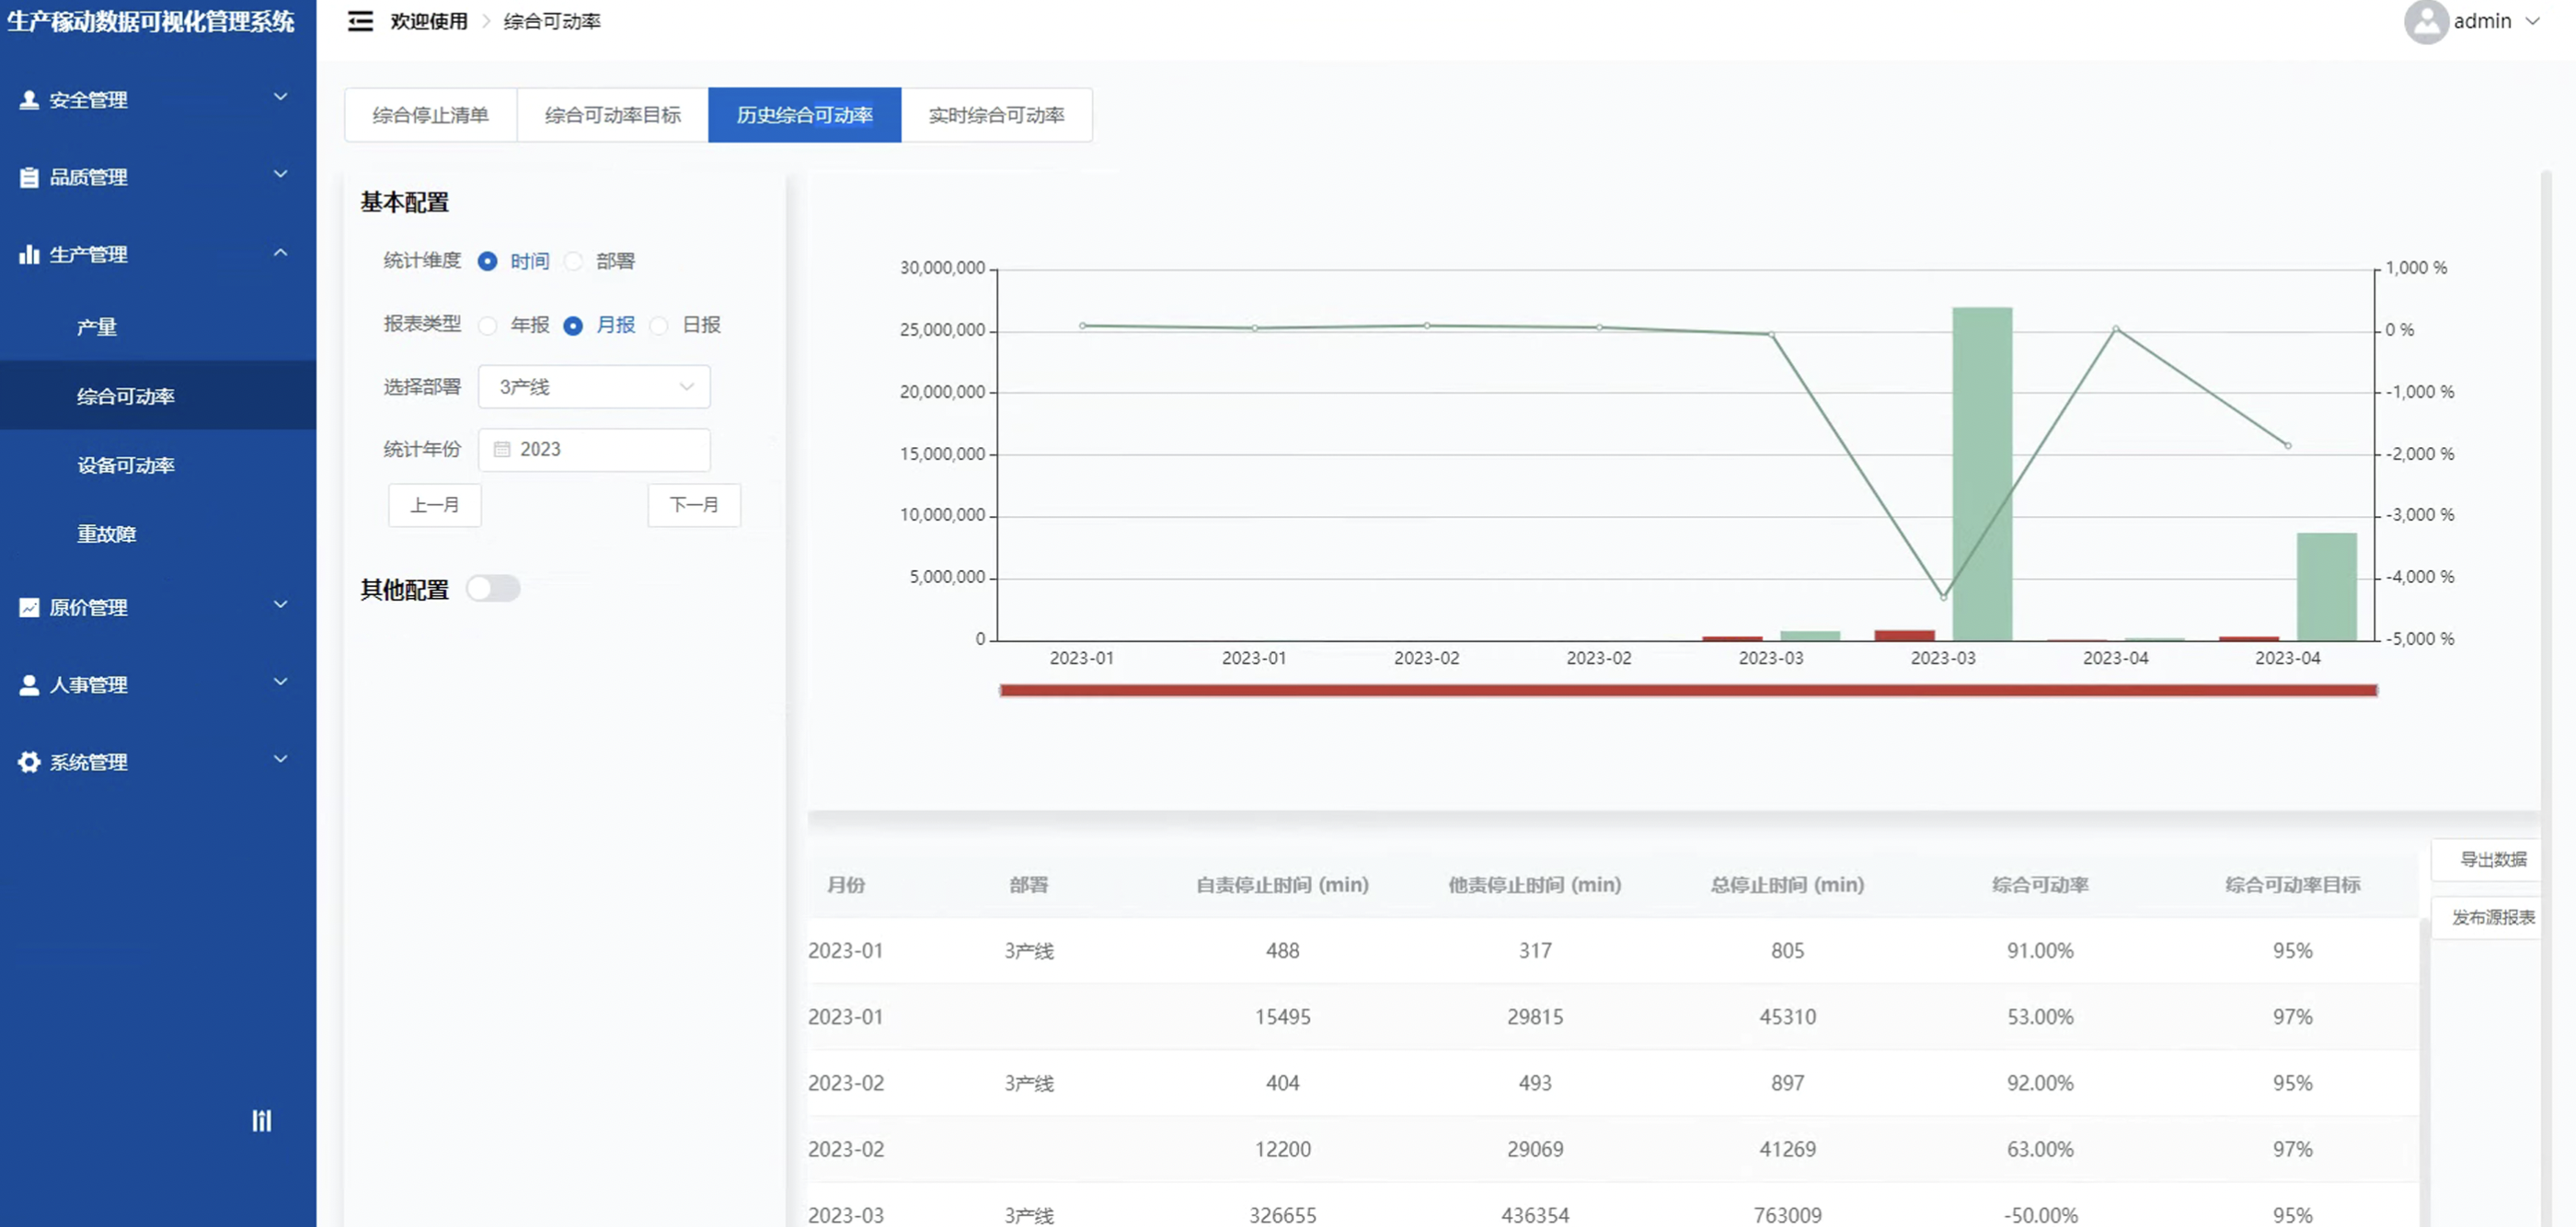 生产稼动数据可视化管理系统
欢迎使用 > 综合可动率
admin
安全管理
品质管理
生产管理
产量
综合可动率
设备可动率
重故障
原价管理
人事管理
系统管理
综合停止清单 综合可动率目标 历史综合可动率 实时综合可动率
基本配置
统计维度 时间 部署
报表类型 年报 月报 日报
选择部署 3产线
统计年份 2023
上一月 下一月
其他配置
30,000,000 1,000 %
25,000,000 0 %
20,000,000 -1,000 %
15,000,000 -2,000 %
10,000,000 -3,000 %
5,000,000 -4,000 %
0 -5,000 %
2023-01 2023-01 2023-02 2023-02 2023-03 2023-03 2023-04 2023-04
导出数据
发布源报表
月份 部署 自责停止时间 (min) 他责停止时间 (min) 总停止时间 (min) 综合可动率 综合可动率目标
2023-01 3产线 488 317 805 91.00% 95%
2023-01 15495 29815 45310 53.00% 97%
2023-02 3产线 404 493 897 92.00% 95%
2023-02 12200 29069 41269 63.00% 97%
2023-03 3产线 326655 436354 763009 -50.00% 95%